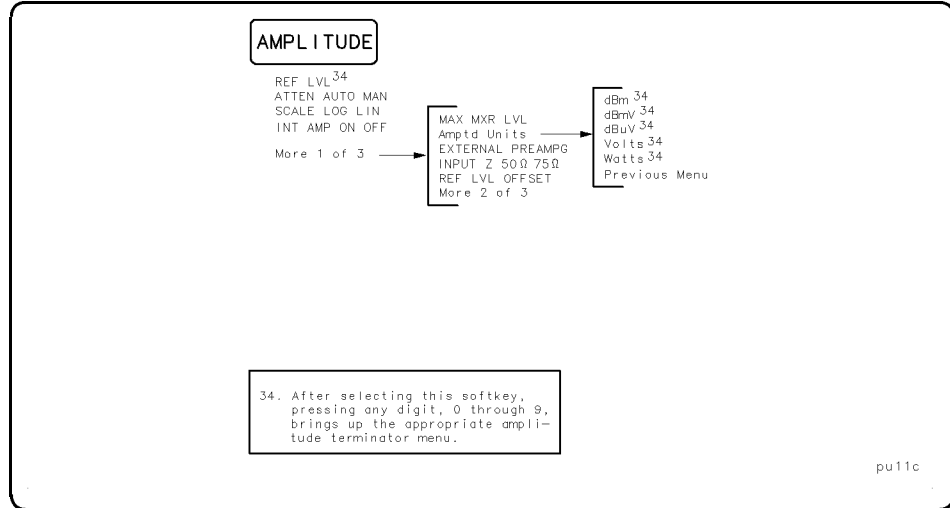 AMPLITUDE
REF LVL 34
ATTEN AUTO MAN
SCALE LOG LIN
INT AMP ON OFF
More 1 of 3
MAX MXR LVL
Amptd Units
EXTERNAL PREAMPG
INPUT Z 50Ω 75Ω
REF LVL OFFSET
More 2 of 3
dBm 34
dBmV 34
dBuV 34
Volts 34
Watts 34
Previous Menu
34. After selecting this softkey,
pressing any digit, 0 through 9,
brings up the appropriate ampli-
tude terminator menu.
pu11c